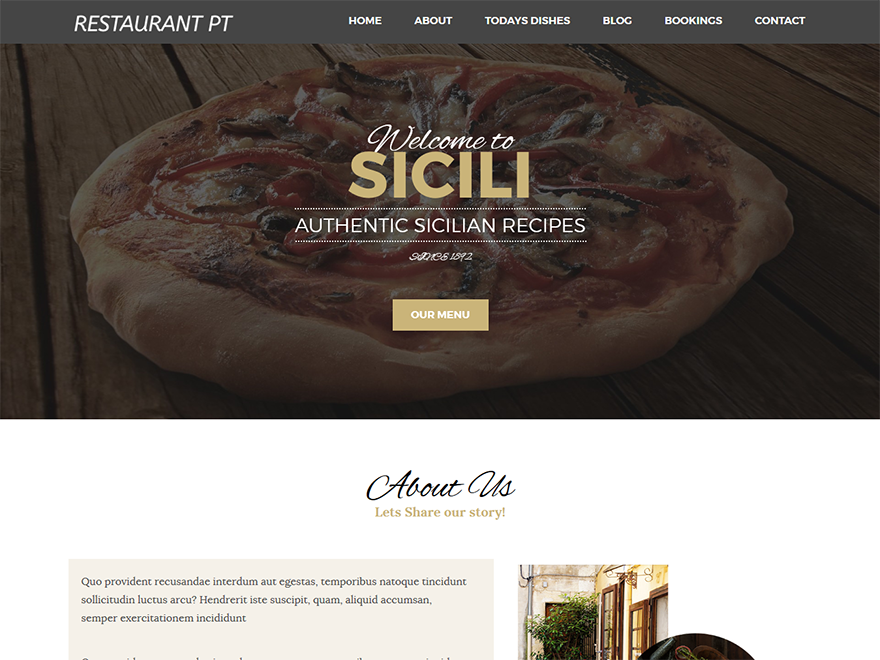 RESTAURANT PT
HOME ABOUT TODAYS DISHES BLOG BOOKINGS CONTACT
Welcome to
SICILI
AUTHENTIC SICILIAN RECIPES
SINCE 1892
OUR MENU
About Us
Lets Share our story!
Quo provident recusandae interdum aut egestas, temporibus natoque tincidunt
sollicitudin luctus arcu? Hendrerit iste suscipit, quam, aliquid accumsan,
semper exercitationem incididunt